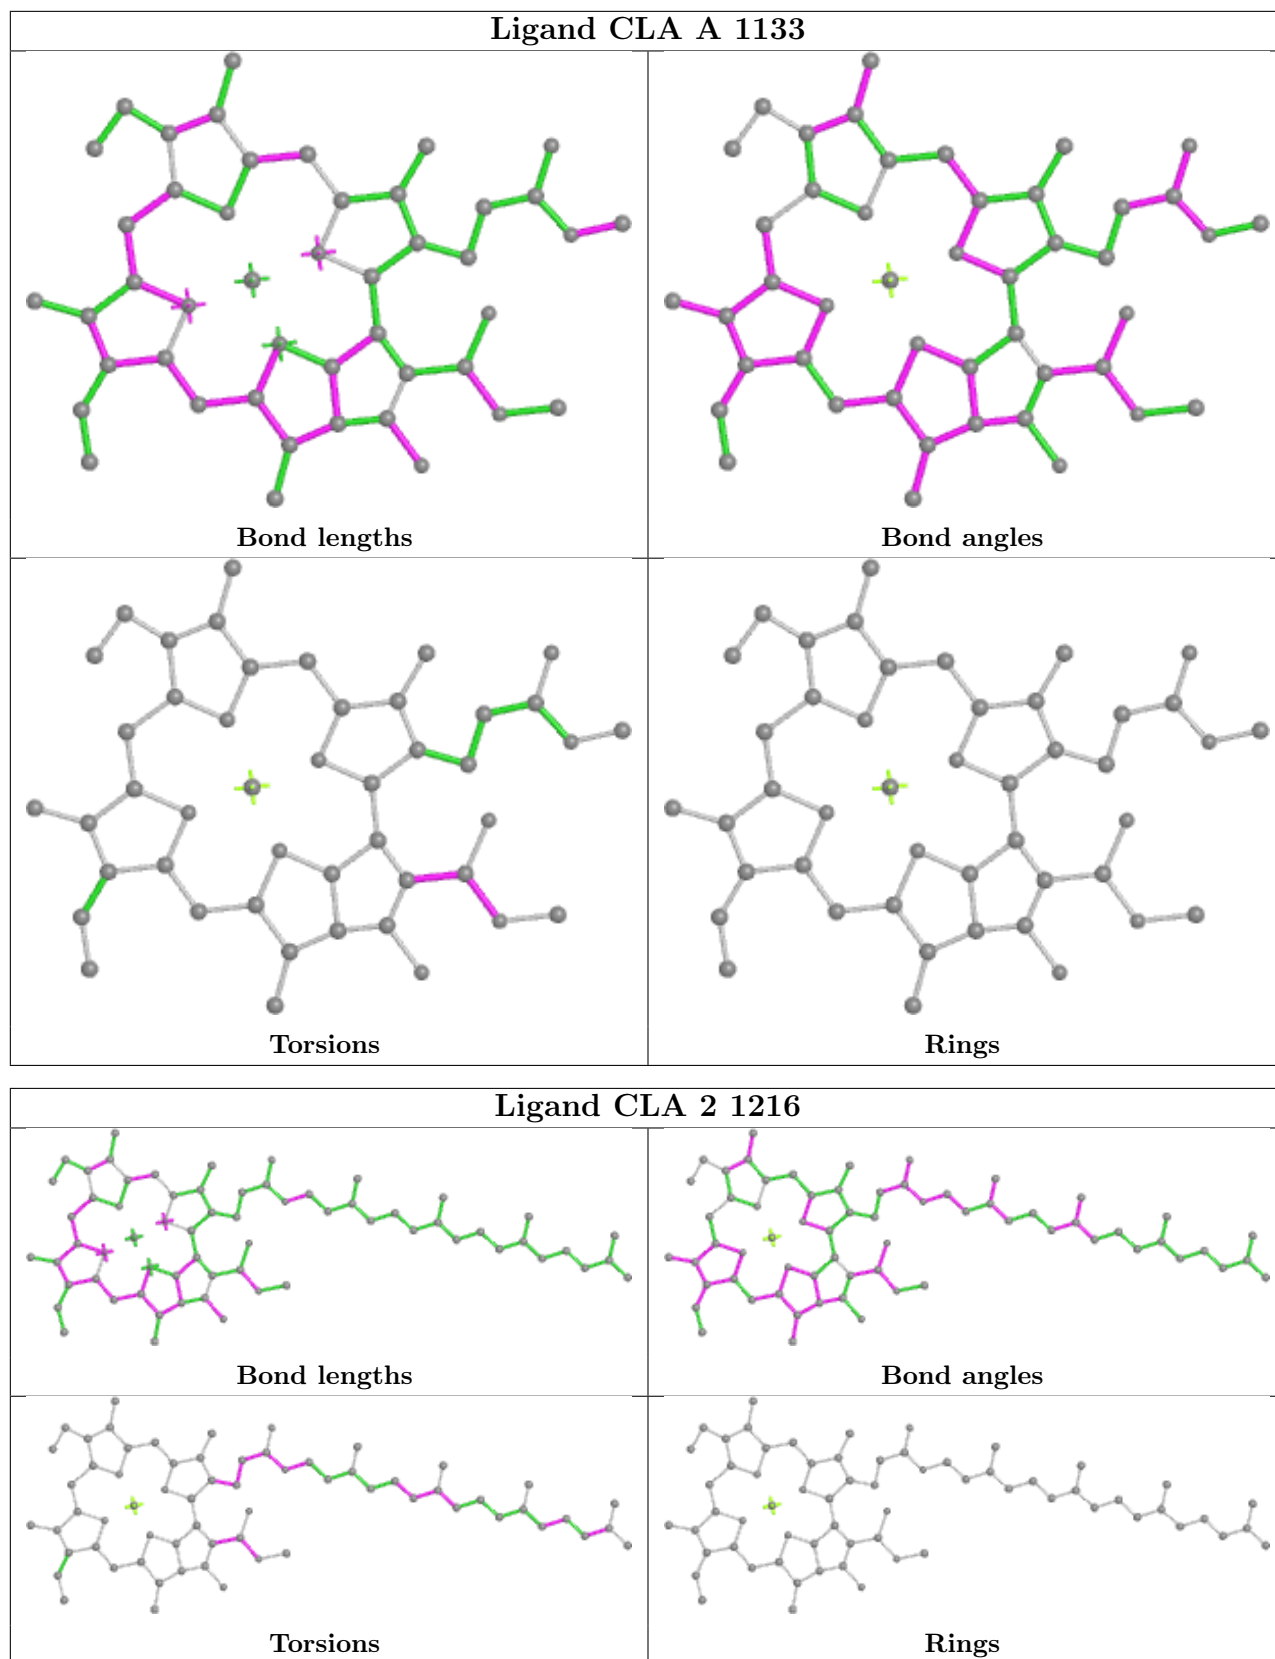 Ligand CLA A 1133
Bond lengths
Bond angles
Torsions
Rings
Ligand CLA 2 1216
Bond lengths
Bond angles
Torsions
Rings